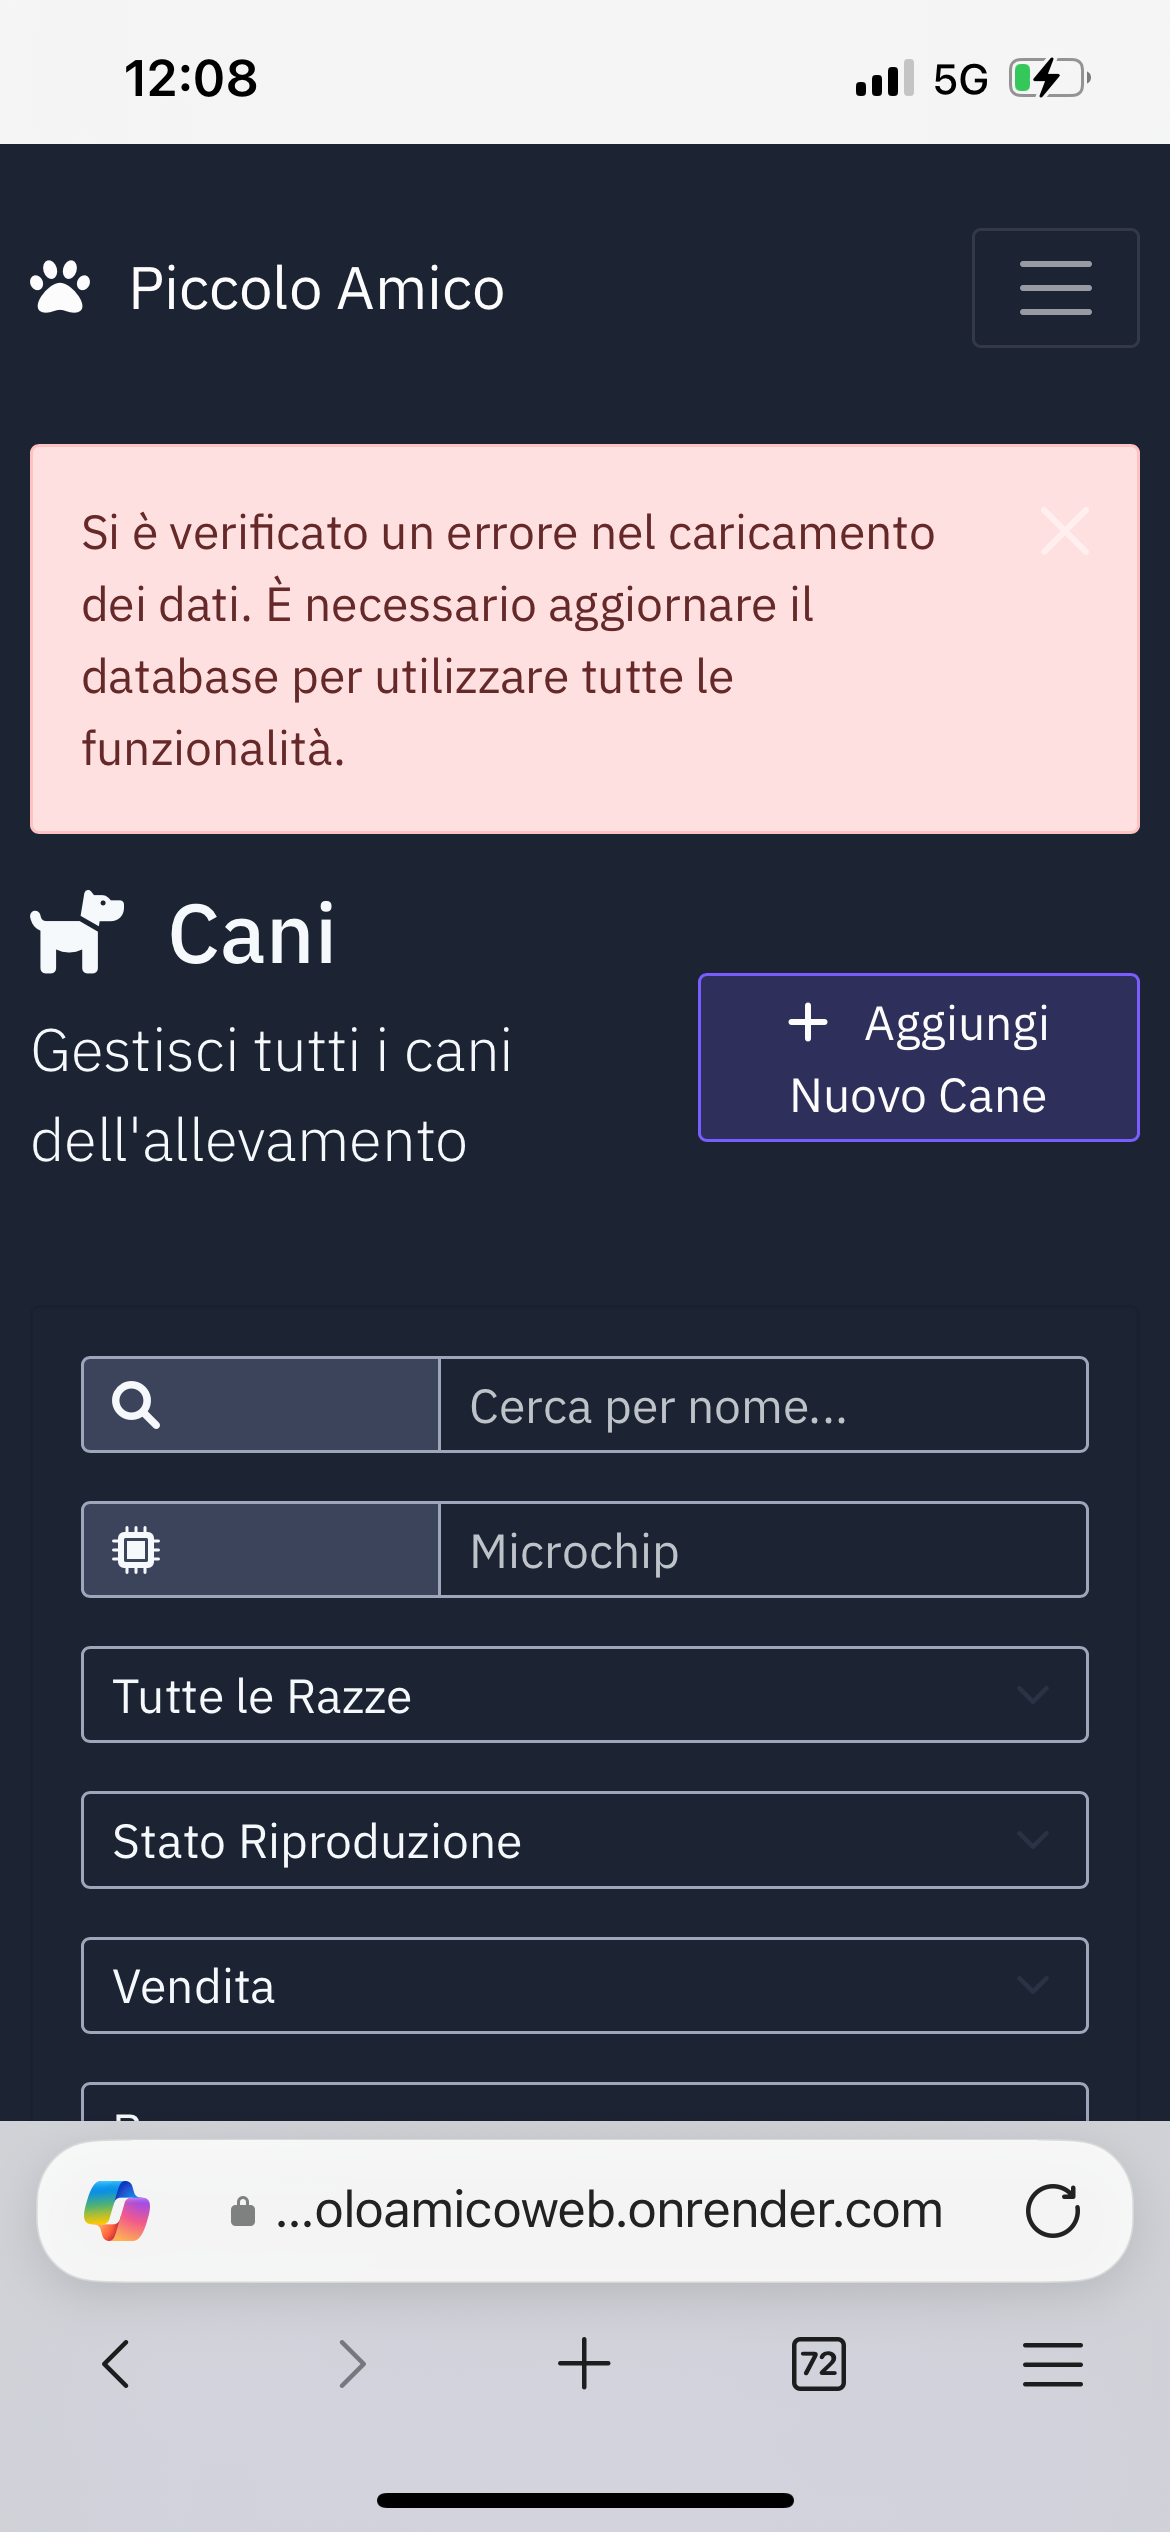 12:08
5G
Piccolo Amico
Si è verificato un errore nel caricamento
dei dati. È necessario aggiornare il
database per utilizzare tutte le
funzionalità.
Cani
Gestisci tutti i cani
dell'allevamento
+ Aggiungi
Nuovo Cane
Cerca per nome...
Microchip
Tutte le Razze
Stato Riproduzione
Vendita
...oloamicoweb.onrender.com
72